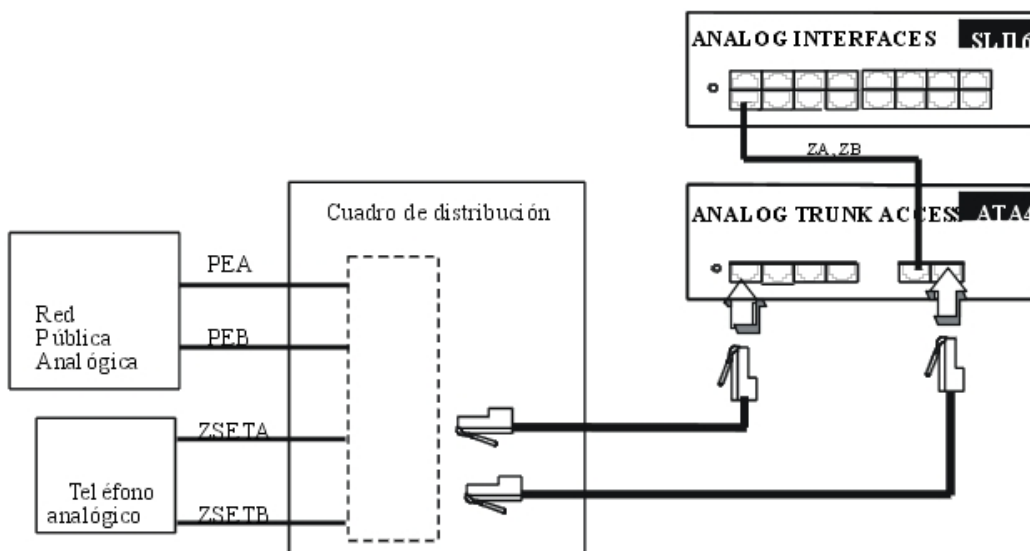 ANALOG INTERFACES
ZA, ZB
ANALOG TRUNK ACCESS
Cuadro de distribución
PEA
PEB
Red
Pública
Analógica
ZSETA
ZSETB
Teléfono
analógico